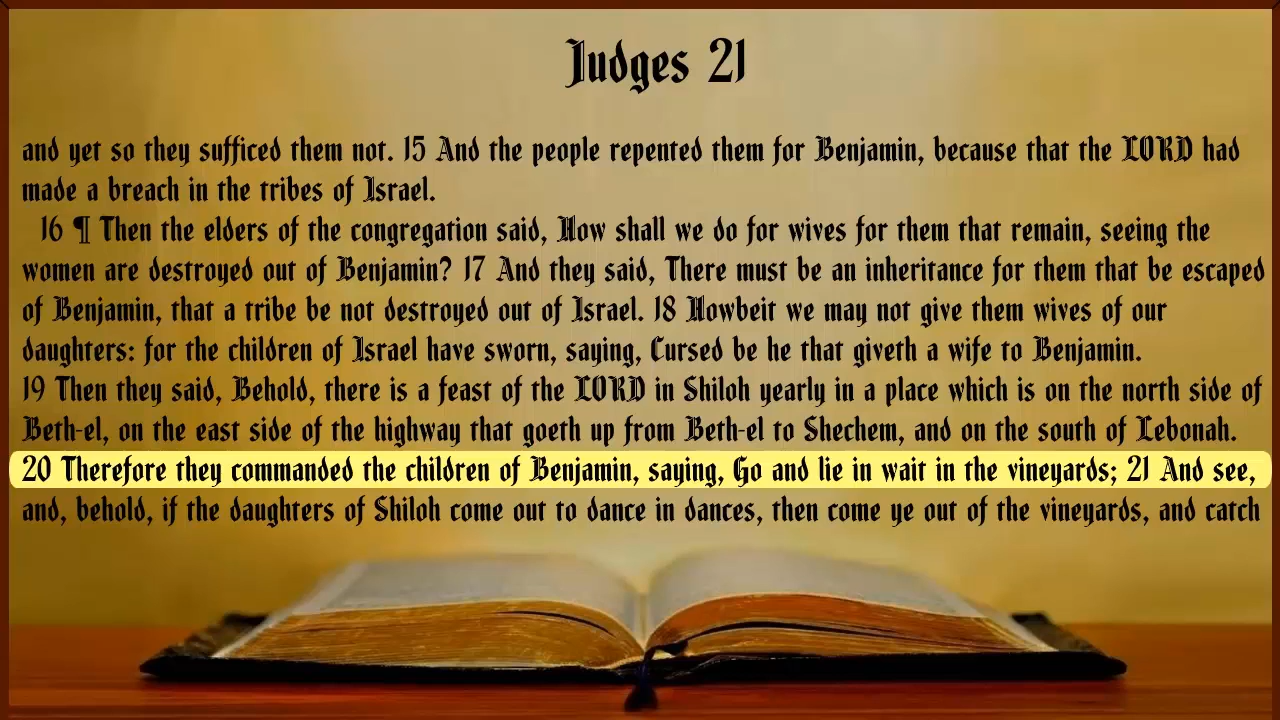 Judges 21
and yet so they sufficed them not. 15 And the people repented them for Benjamin, because that the LORD had
made a breach in the tribes of Israel.
16 ¶ Then the elders of the congregation said, How shall we do for wives for them that remain, seeing the
women are destroyed out of Benjamin? 17 And they said, There must be an inheritance for them that be escaped
of Benjamin, that a tribe be not destroyed out of Israel. 18 Howbeit we may not give them wives of our
daughters: for the children of Israel have sworn, saying, Cursed be he that giveth a wife to Benjamin.
19 Then they said, Behold, there is a feast of the LORD in Shiloh yearly in a place which is on the north side of
Beth-el, on the east side of the highway that goeth up from Beth-el to Shechem, and on the south of Lebonah.
20 Therefore they commanded the children of Benjamin, saying, Go and lie in wait in the vineyards; 21 And see,
and, behold, if the daughters of Shiloh come out to dance in dances, then come ye out of the vineyards, and catch